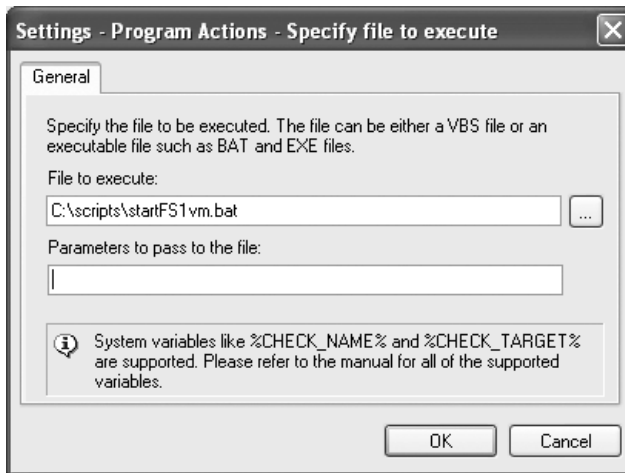 Settings - Program Actions - Specify file to execute
General
Specify the file to be executed. The file can be either a VBS file or an
executable file such as BAT and EXE files.
File to execute:
C:\scripts\startFS1vm.bat
...
Parameters to pass to the file:
System variables like %CHECK_NAME% and %CHECK_TARGET%
are supported. Please refer to the manual for all of the supported
variables.
OK
Cancel